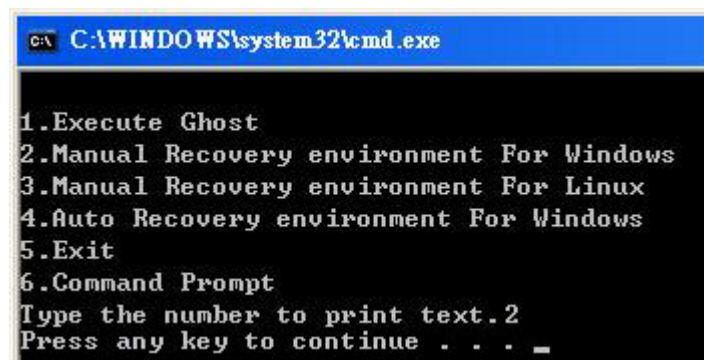 C:\WINDOWS\system32\cmd.exe
1.Execute Ghost
2.Manual Recovery environment For Windows
3.Manual Recovery environment For Linux
4.Auto Recovery environment For Windows
5.Exit
6.Command Prompt
Type the number to print text.2
Press any key to continue . . . _